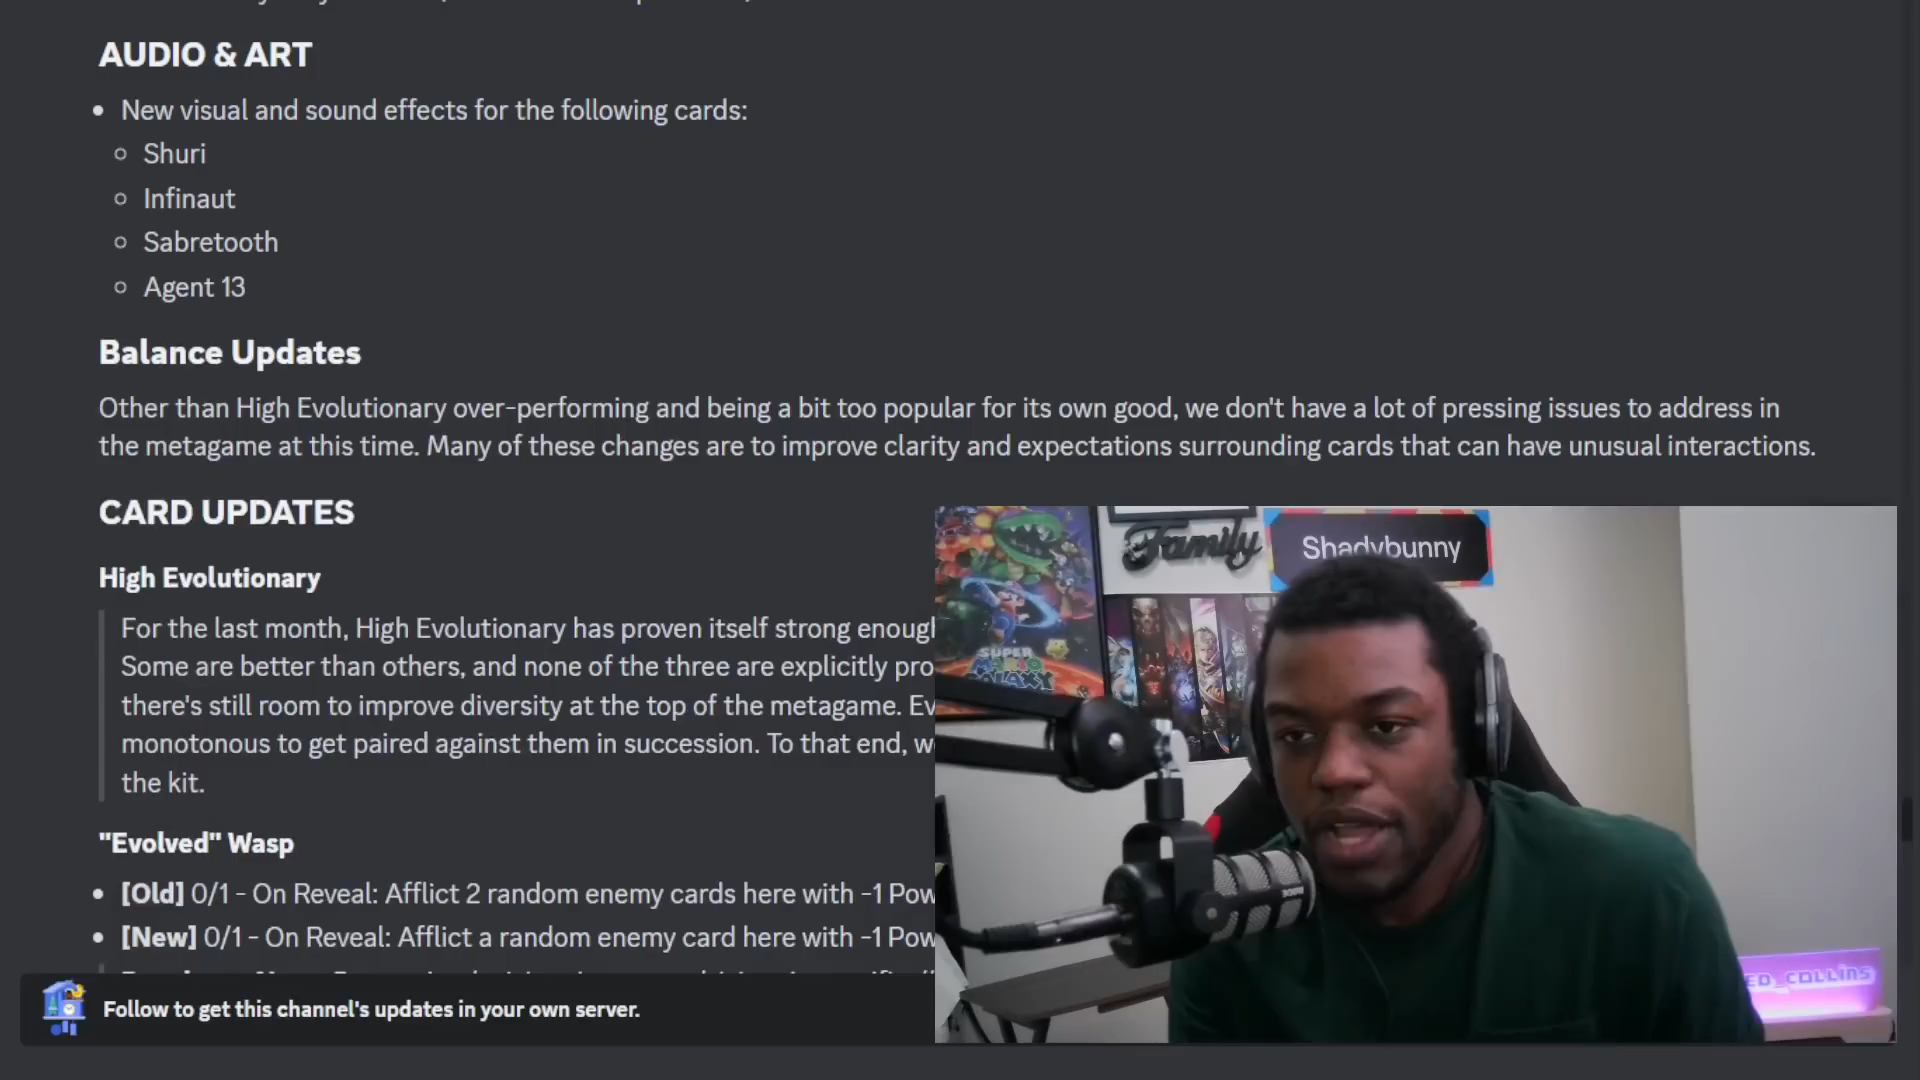 AUDIO & ART
• New visual and sound effects for the following cards:
○ Shuri
○ Infinaut
○ Sabretooth
○ Agent 13
Balance Updates
Other than High Evolutionary over-performing and being a bit too popular for its own good, we don't have a lot of pressing issues to address in
the metagame at this time. Many of these changes are to improve clarity and expectations surrounding cards that can have unusual interactions.
CARD UPDATES
High Evolutionary
For the last month, High Evolutionary has proven itself strong enough
Some are better than others, and none of the three are explicitly pro
there's still room to improve diversity at the top of the metagame. Ev
monotonous to get paired against them in succession. To that end, w
the kit.
"Evolved" Wasp
• [Old] 0/1 - On Reveal: Afflict 2 random enemy cards here with -1 Pow
• [New] 0/1 - On Reveal: Afflict a random enemy card here with -1 Pow
Follow to get this channel's updates in your own server.
Family
Shadybunny
SUPER
MARIO
GALAXY
RODE
ED_COLLINS